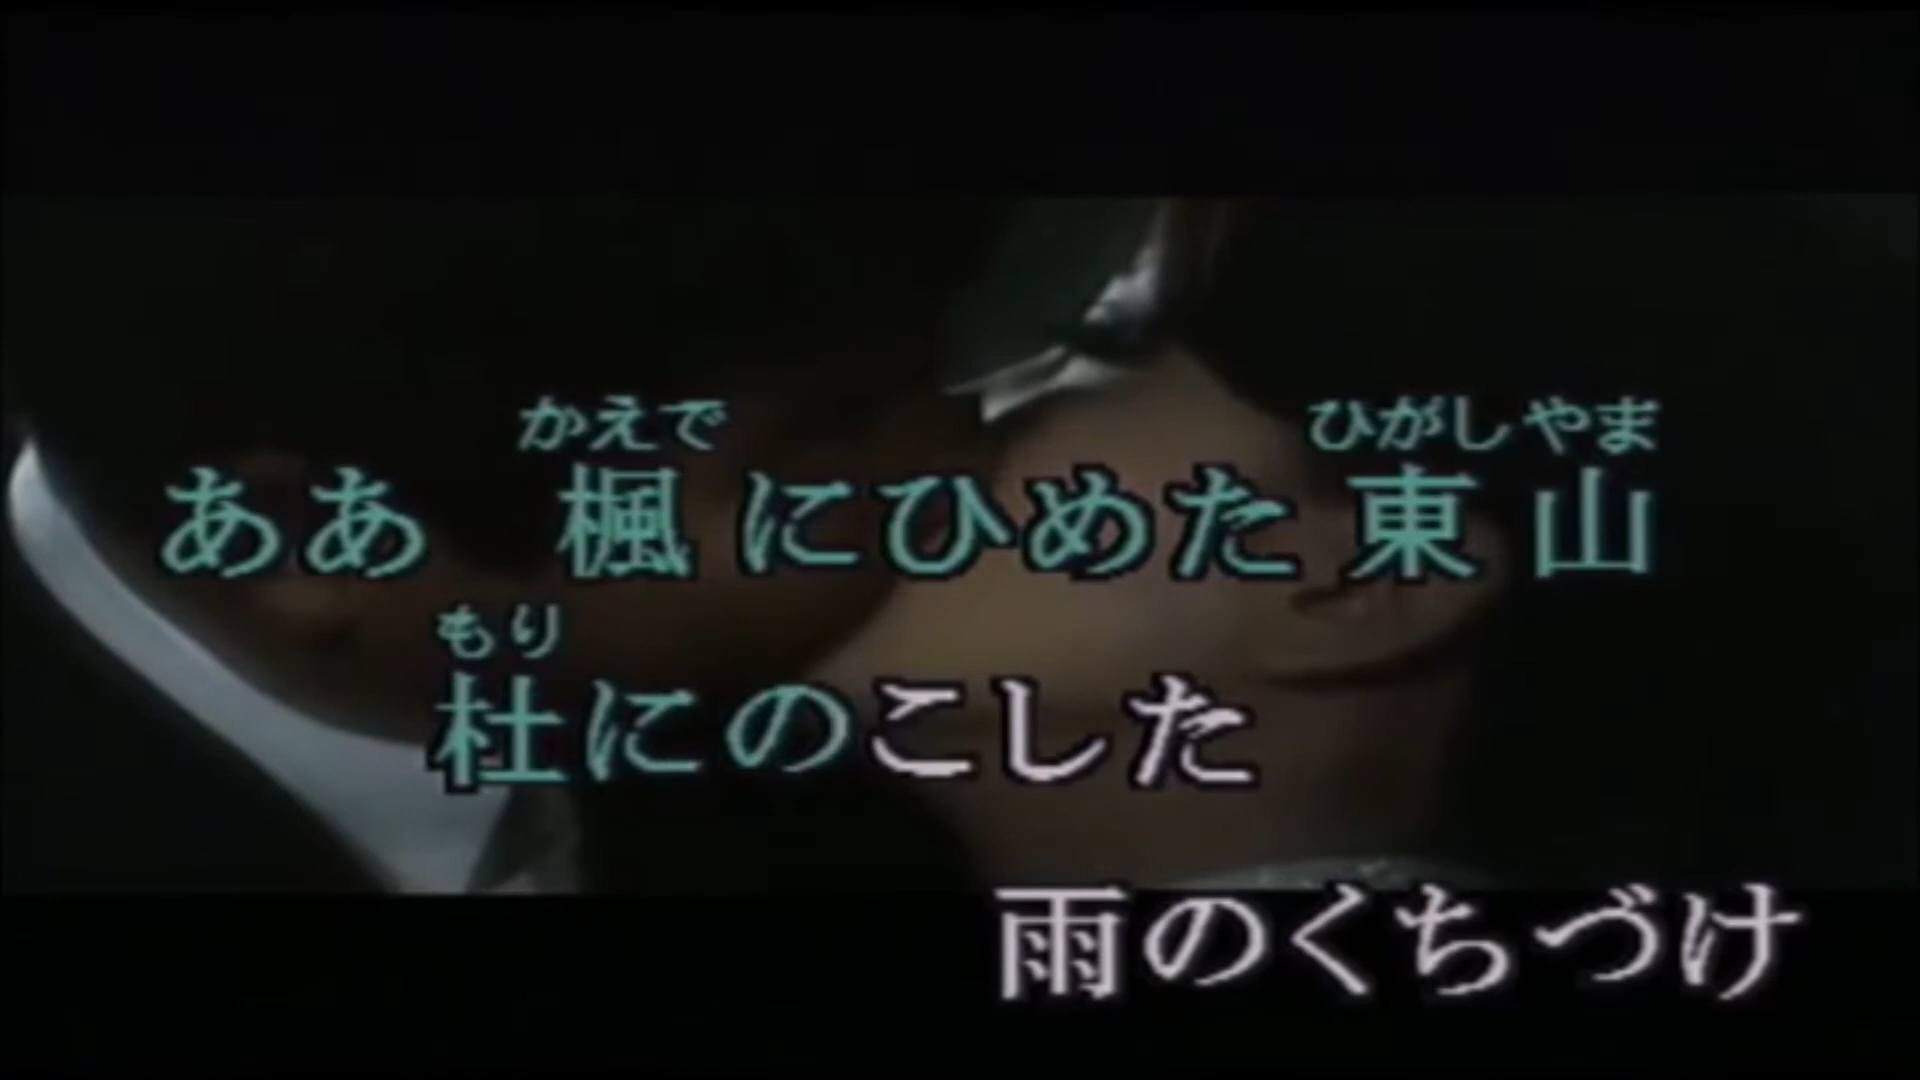 かえで ひがしやま
ああ 楓にひめた東山
もり
杜にのこした
雨のくちづけ